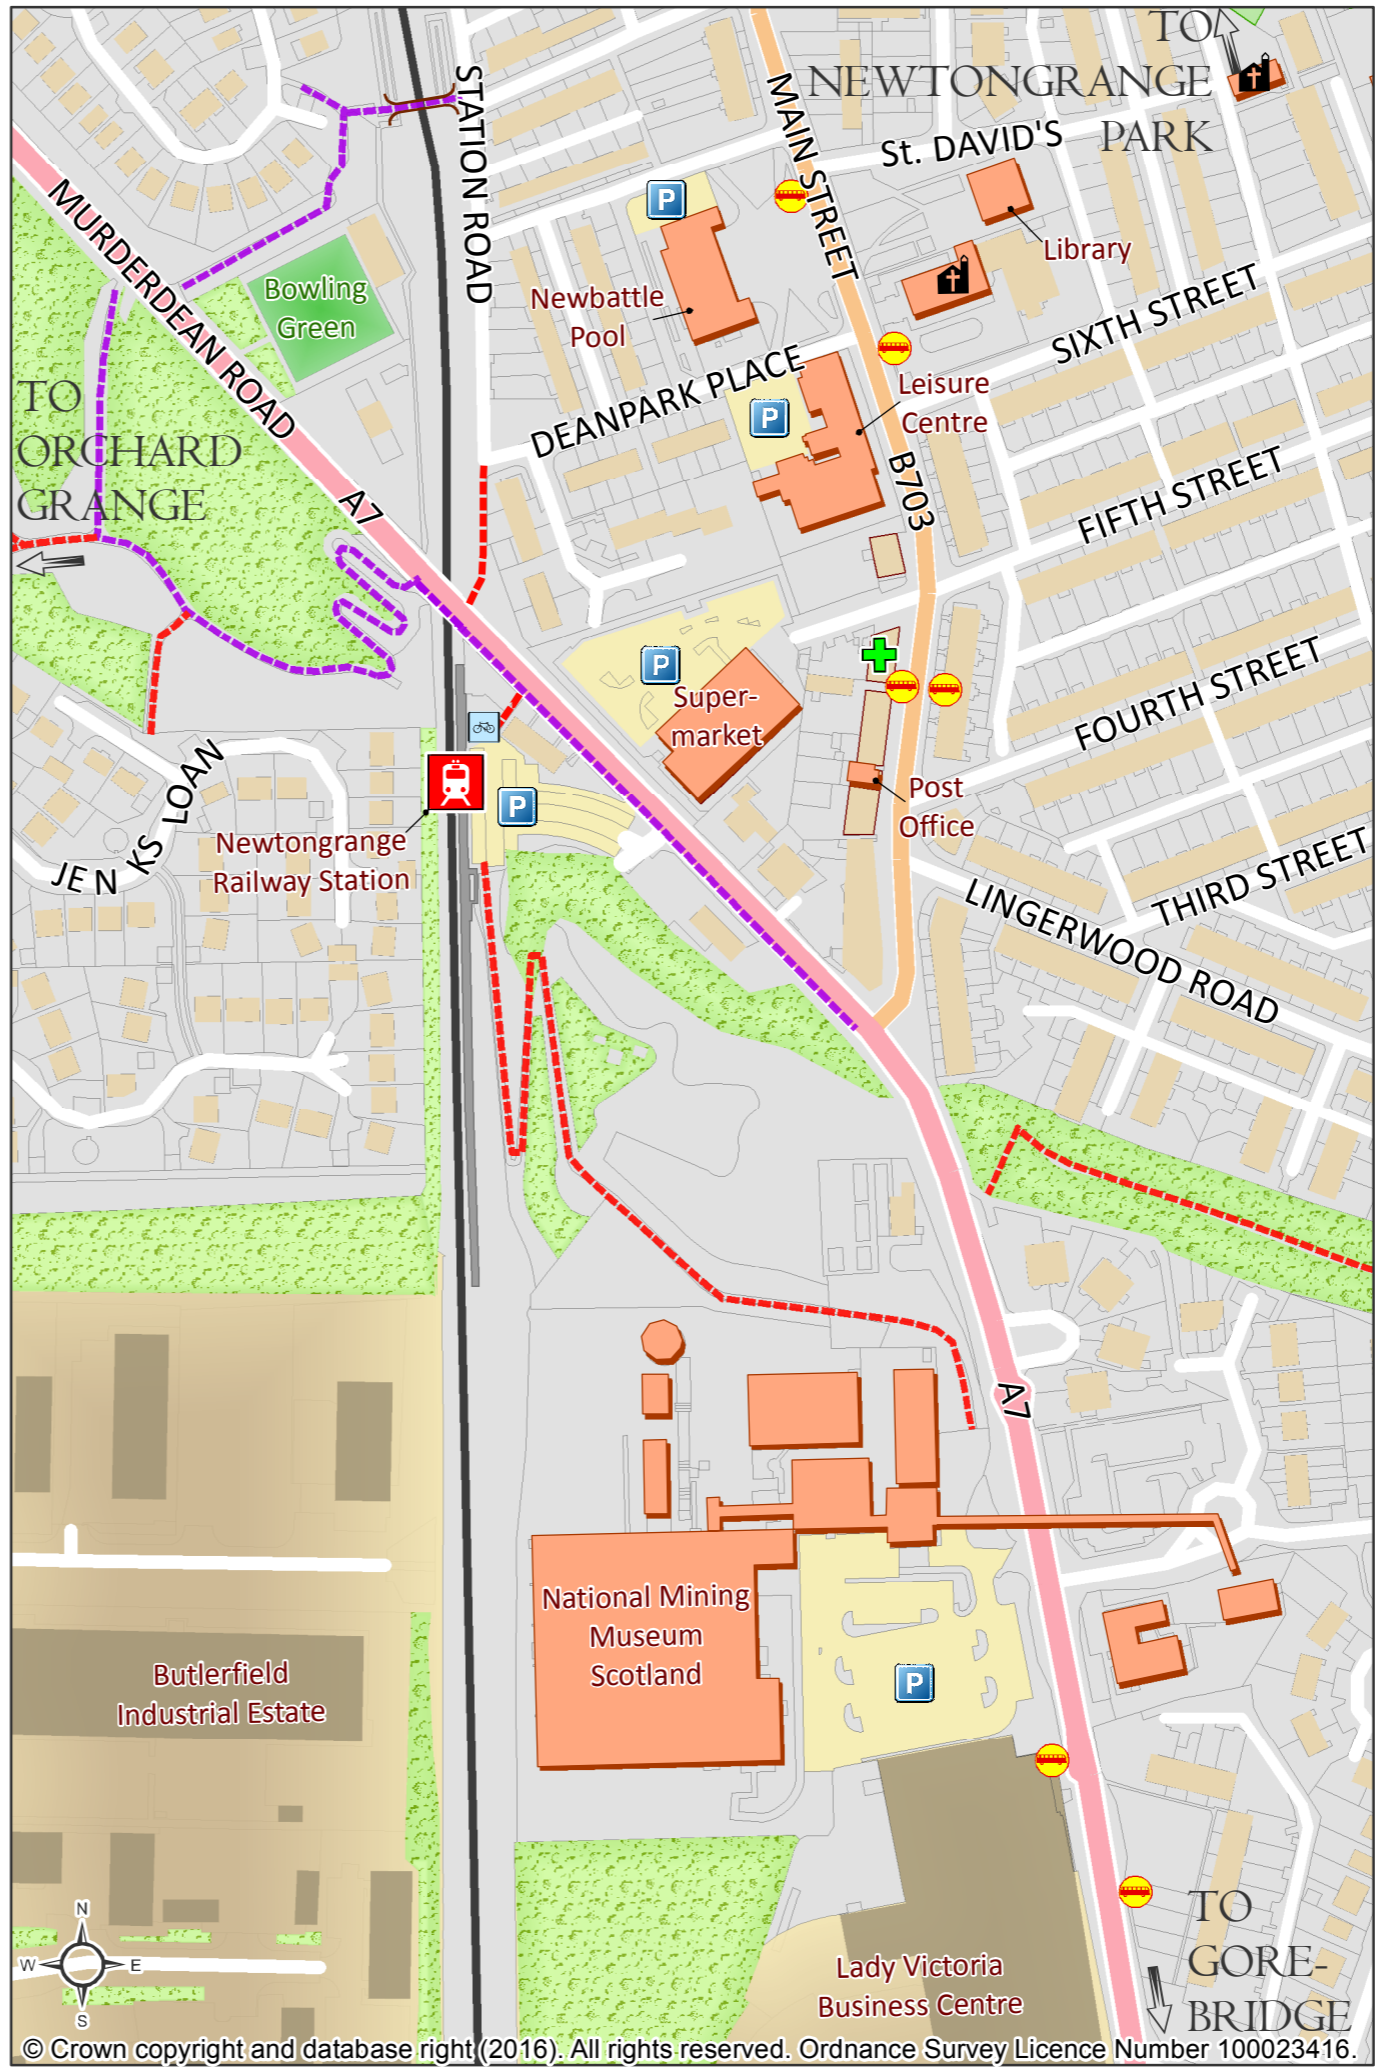 TO
NEWTONGRANGE
PARK
STATION ROAD
MAIN STREET
St. DAVID'S
Library
MURDERDEAN ROAD
Bowling
Green
Newbattle
Pool
SIXTH STREET
DEANPARK PLACE
Leisure
Centre
TO
ORCHARD
GRANGE
A7
B703
FIFTH STREET
P
P
P
Super-
market
FOURTH STREET
JENKS LOAN
Newtongrange
Railway Station
P
Post
Office
THIRD STREET
LINGERWOOD ROAD
A7
National Mining
Museum
Scotland
P
Butlerfield
Industrial Estate
TO
GORE-
BRIDGE
Lady Victoria
Business Centre
N
W E
S
© Crown copyright and database right (2016). All rights reserved. Ordnance Survey Licence Number 100023416.